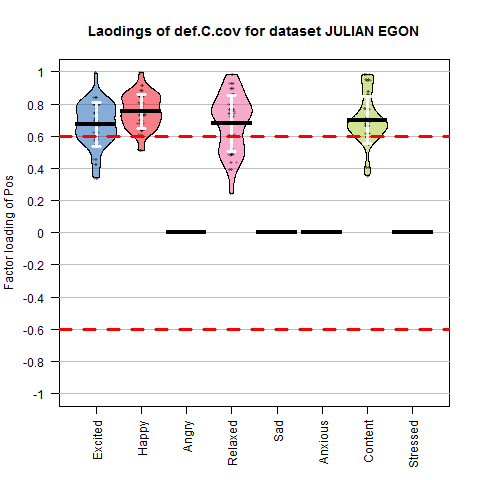 Laodings of def.C.cov for dataset JULIAN EGON
Factor loading of Pos
1
0.8
0.6
0.4
0.2
0
-0.2
-0.4
-0.6
-0.8
-1
Excited
Happy
Angry
Relaxed
Sad
Anxious
Content
Stressed